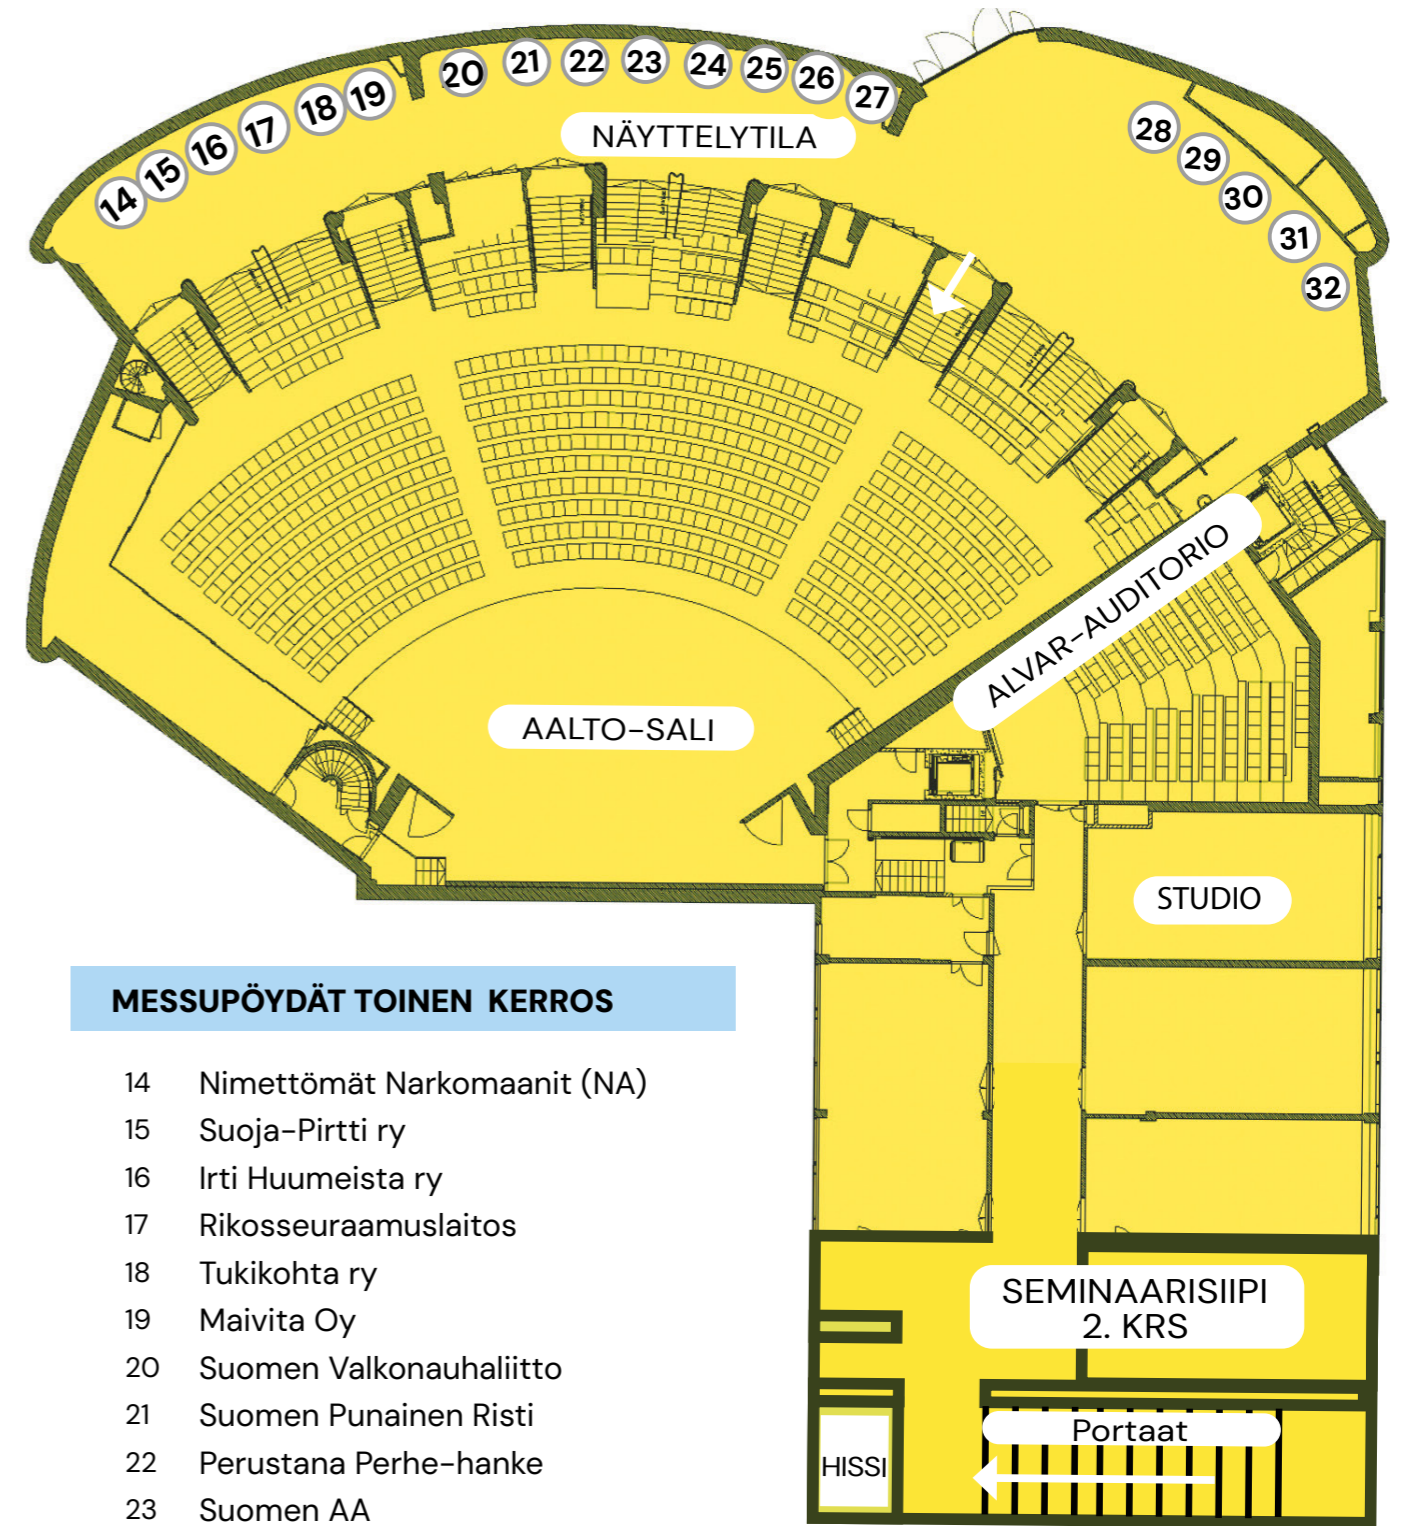 14
15
16
17
18
19
20
21
22
23
24
25
26
27
28
29
30
31
32
NÄYTTELYTILA
ALVAR-AUDITORIO
AALTO-SALI
STUDIO
MESSUPÖYDÄT TOINEN KERROS
14 Nimettömät Narkomaanit (NA)
15 Suoja-Pirtti ry
16 Irti Huumeista ry
17 Rikosseuraamuslaitos
18 Tukikohta ry
19 Maivita Oy
20 Suomen Valkonauhaliitto
21 Suomen Punainen Risti
22 Perustana Perhe-hanke
23 Suomen AA
SEMINAARISIIPI
2. KRS
Portaat
HISSI